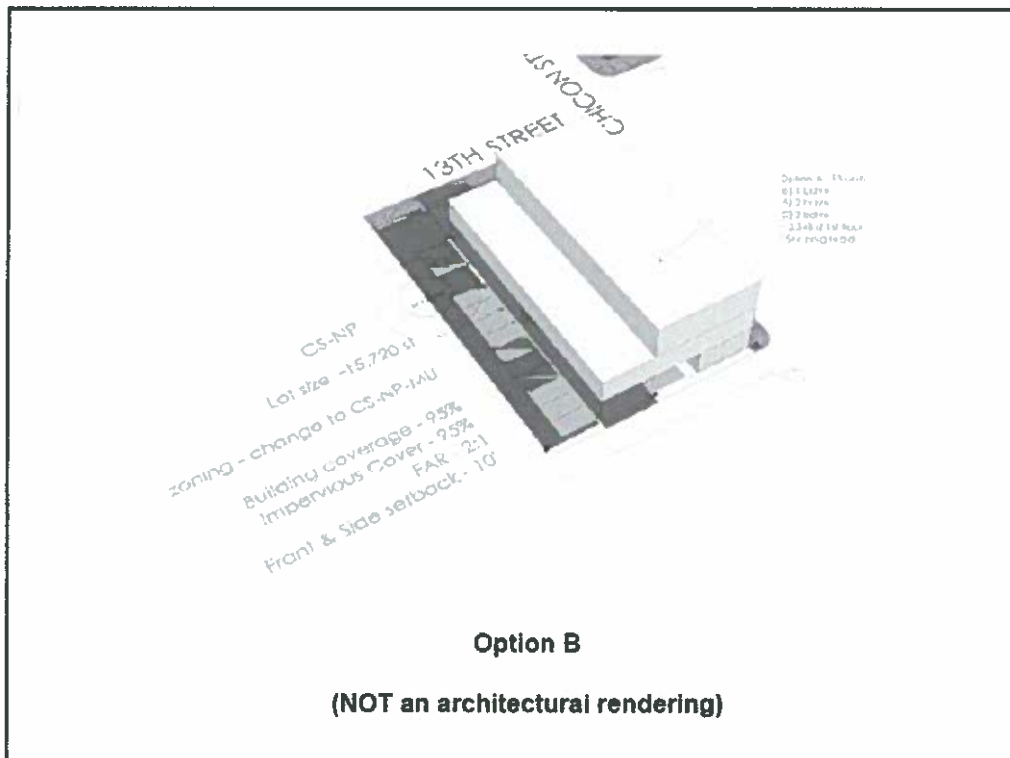 CHICON ST
13TH STREET
CS-NP
Lot size -15,720 sf
zoning - change to CS-NP-MU
Building coverage - 95%
Impervious Cover - 95%
FAR - 2:1
Front & Side setback - 10'
Option B
(NOT an architectural rendering)